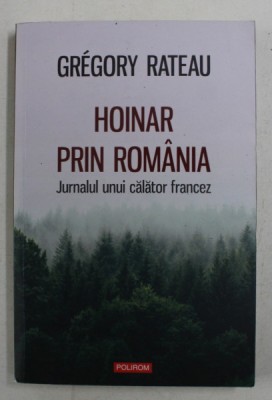 GRÉGORY RATEAU
HOINAR
PRIN ROMÂNIA
Jurnalul unui călător francez
POLIROM